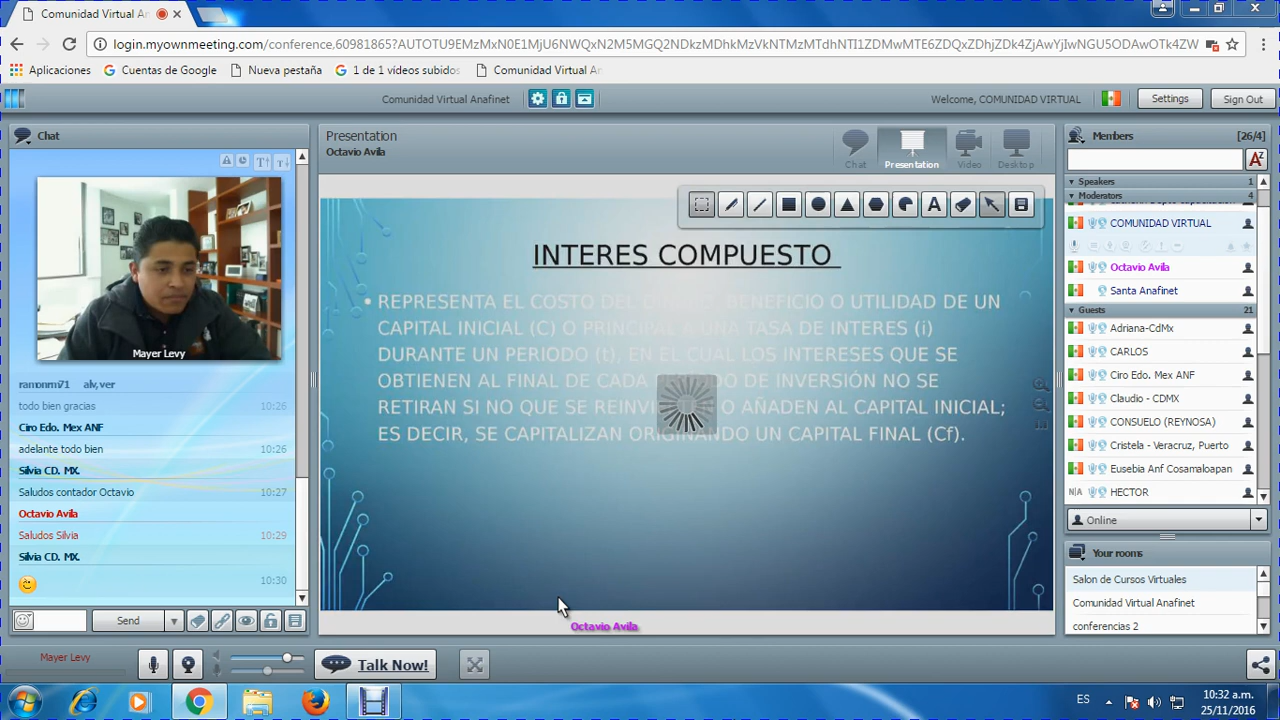 Comunidad Virtual An
login.myownmeeting.com/conference,60981865?AUTOTU9EMzMxN0E1MjU6NWQxN2M5MGQ2NDkzMDhkMzVkNTMzMTdhNTI1ZDMwMTE6ZDQxZDhjZDk4ZjAwYjIwNGU5ODAwOTk4ZW
Aplicaciones
Cuentas de Google
Nueva pestaña
1 de 1 vídeos subidos
Comunidad Virtual An
Comunidad Virtual Anafinet
Welcome, COMUNIDAD VIRTUAL
Settings
Sign Out
Chat
Mayer Levy
ramonrmi71 alv,ver
todo bien gracias 10:26
Ciro Edo. Mex ANF
adelante todo bien 10:26
Silvia CD. MX.
Saludos contador Octavio 10:27
Octavio Avila
Saludos Silvia 10:29
Silvia CD. MX.
10:30
Send
Presentation
Octavio Avila
Chat
Presentation
Video
Desktop
INTERES COMPUESTO
• REPRESENTA EL COSTO DEL BENEFICIO O UTILIDAD DE UN
CAPITAL INICIAL (C) O PRINCIPAL A UNA TASA DE INTERES (i)
DURANTE UN PERIODO (t), EN EL CUAL LOS INTERESES QUE SE
OBTIENEN AL FINAL DE CADA DO DE INVERSIÓN NO SE
RETIRAN SI NO QUE SE REINVI O AÑADEN AL CAPITAL INICIAL;
ES DECIR, SE CAPITALIZAN ORIGINANDO UN CAPITAL FINAL (Cf).
Octavio Avila
Members [26/4]
Speakers 1
Moderators 4
COMUNIDAD VIRTUAL
Octavio Avila
Santa Anafinet
Guests 21
Adriana-CdMx
CARLOS
Ciro Edo. Mex ANF
Claudio - CDMX
CONSUELO (REYNOSA)
Cristela - Veracruz, Puerto
Eusebia Anf Cosamaloapan
N/A HECTOR
Online
Your rooms
Salon de Cursos Virtuales
Comunidad Virtual Anafinet
conferencias 2
Mayer Levy
Talk Now!
ES
10:32 a.m.
25/11/2016